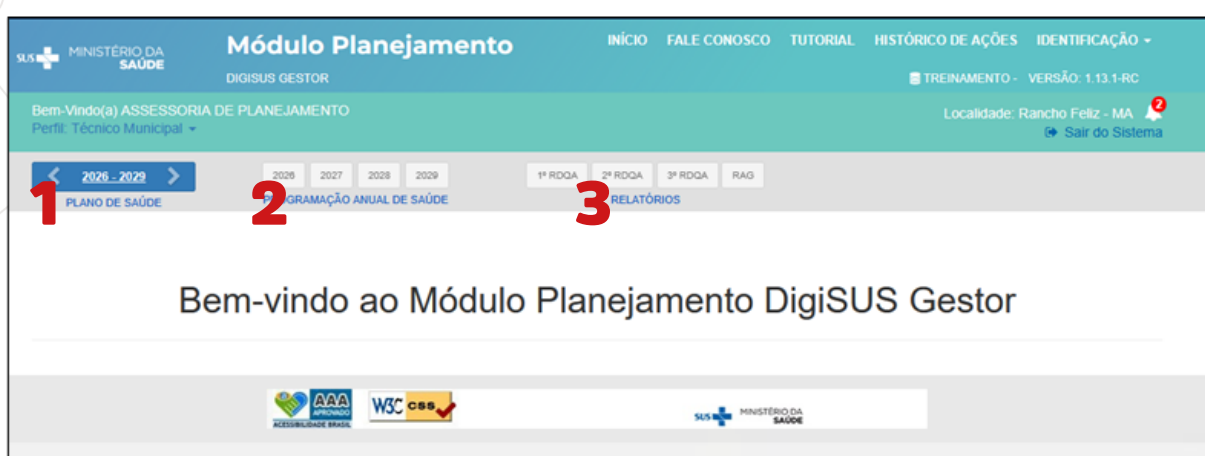 SUS MINISTÉRIO DA SAÚDE
Módulo Planejamento
DIGISUS GESTOR
INÍCIO FALE CONOSCO TUTORIAL HISTÓRICO DE AÇÕES IDENTIFICAÇÃO
TREINAMENTO - VERSÃO: 1.13.1-RC
Bem-Vindo(a) ASSESSORIA DE PLANEJAMENTO
Perfil: Técnico Municipal
Localidade: Rancho Feliz - MA 2
Sair do Sistema
2026 - 2029
1 PLANO DE SAÚDE
2026 2027 2028 2029
2 PROGRAMAÇÃO ANUAL DE SAÚDE
1º RDQA 2º RDQA 3º RDQA RAG
3 RELATÓRIOS
Bem-vindo ao Módulo Planejamento DigiSUS Gestor
AAA
APROVADO
ACESSIBILIDADE BRASIL
W3C css
SUS MINISTÉRIO DA SAÚDE